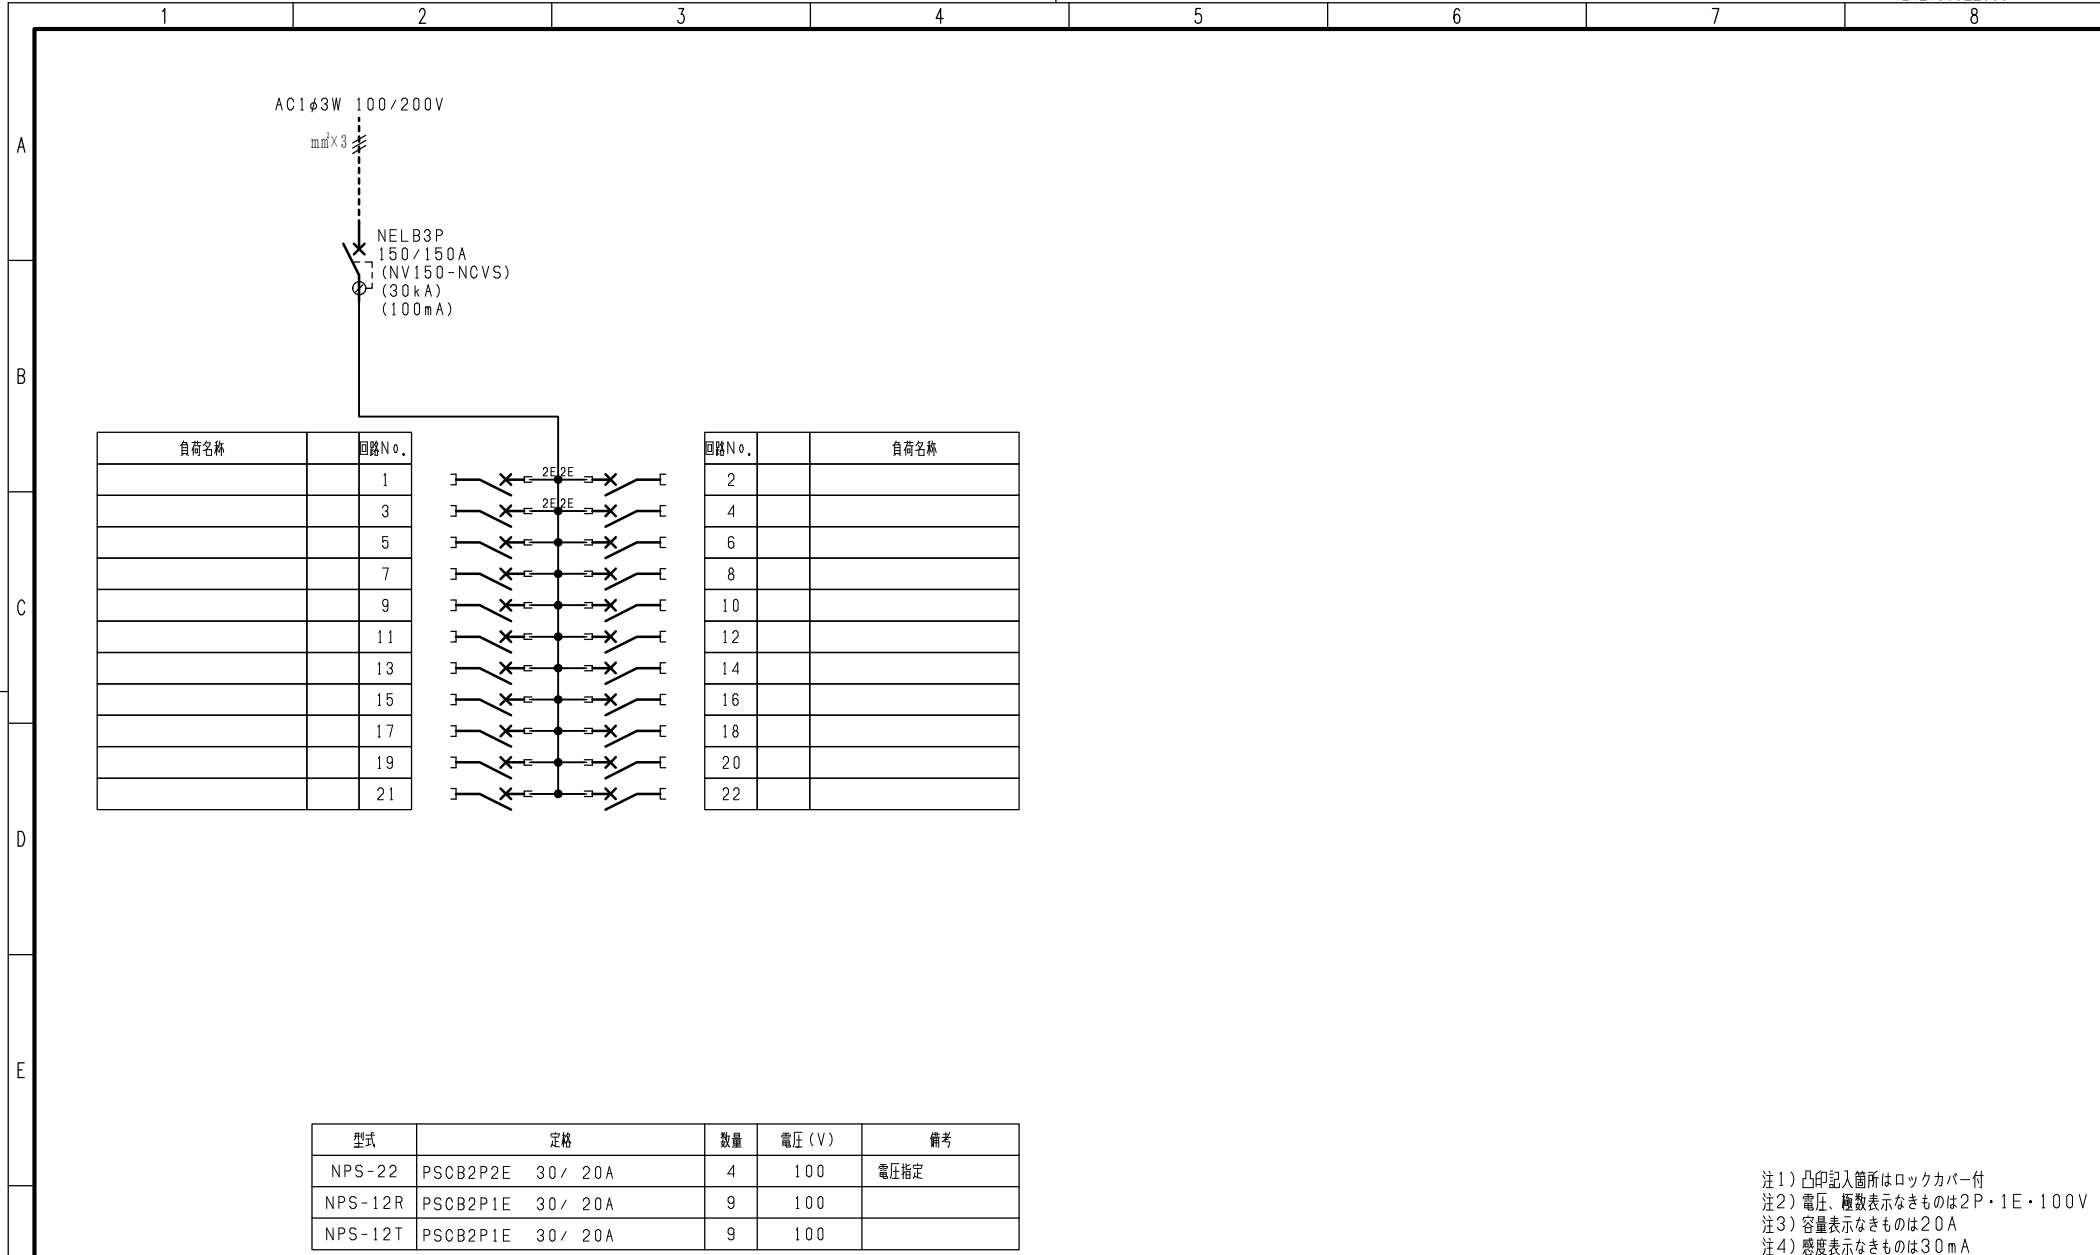 1 2 3 4 5 6 7 8
AC1φ3W 100/200V
mm²×3
A
NELB3P
150/150A
(NV150-NCVS)
(30kA)
(100mA)
B
負荷名称 回路No. 回路No. 負荷名称
1 2E 2E 2
3 2E 2E 4
5 6
7 8
C
9 10
11 12
13 14
15 16
17 18
19 20
21 22
D
E
型式 定格 数量 電圧(V) 備考
NPS-22 PSCB2P2E 30/ 20A 4 100 電圧指定
NPS-12R PSCB2P1E 30/ 20A 9 100
NPS-12T PSCB2P1E 30/ 20A 9 100
注1)凸印記入箇所はロックカバー付
注2)電圧、極数表示なきものは2P・1E・100V
注3)容量表示なきものは20A
注4)感度表示なきものは30mA